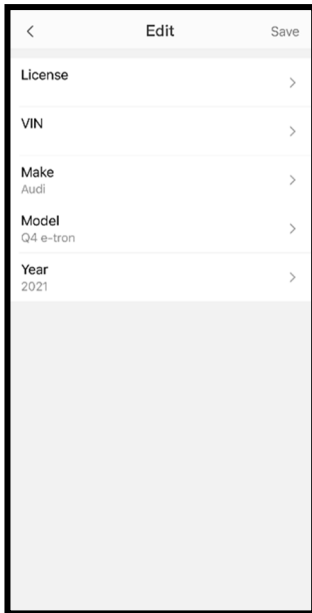 Edit
Save
License
VIN
Make
Audi
Model
Q4 e-tron
Year
2021